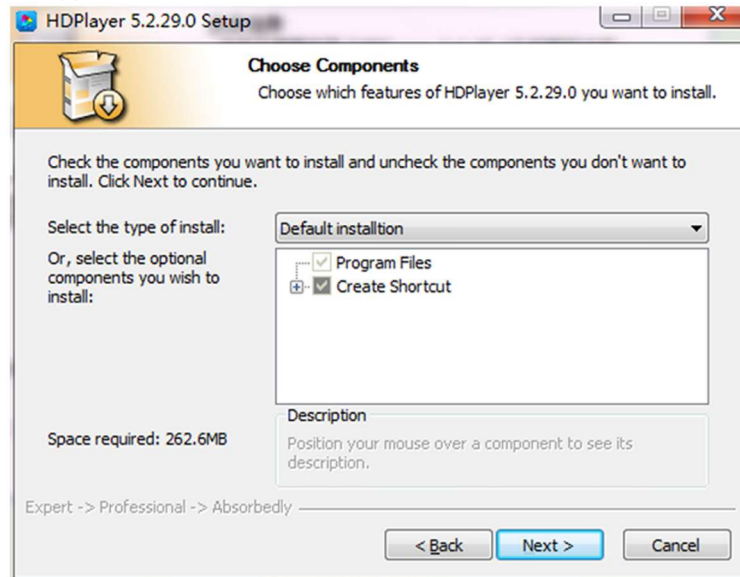 HDPlayer 5.2.29.0 Setup
Choose Components
Choose which features of HDPlayer 5.2.29.0 you want to install.
Check the components you want to install and uncheck the components you don't want to
install. Click Next to continue.
Select the type of install:
Default installtion
Or, select the optional
components you wish to
install:
Program Files
Create Shortcut
Space required: 262.6MB
Description
Position your mouse over a component to see its
description.
Expert -> Professional -> Absorbedly
< Back
Next >
Cancel